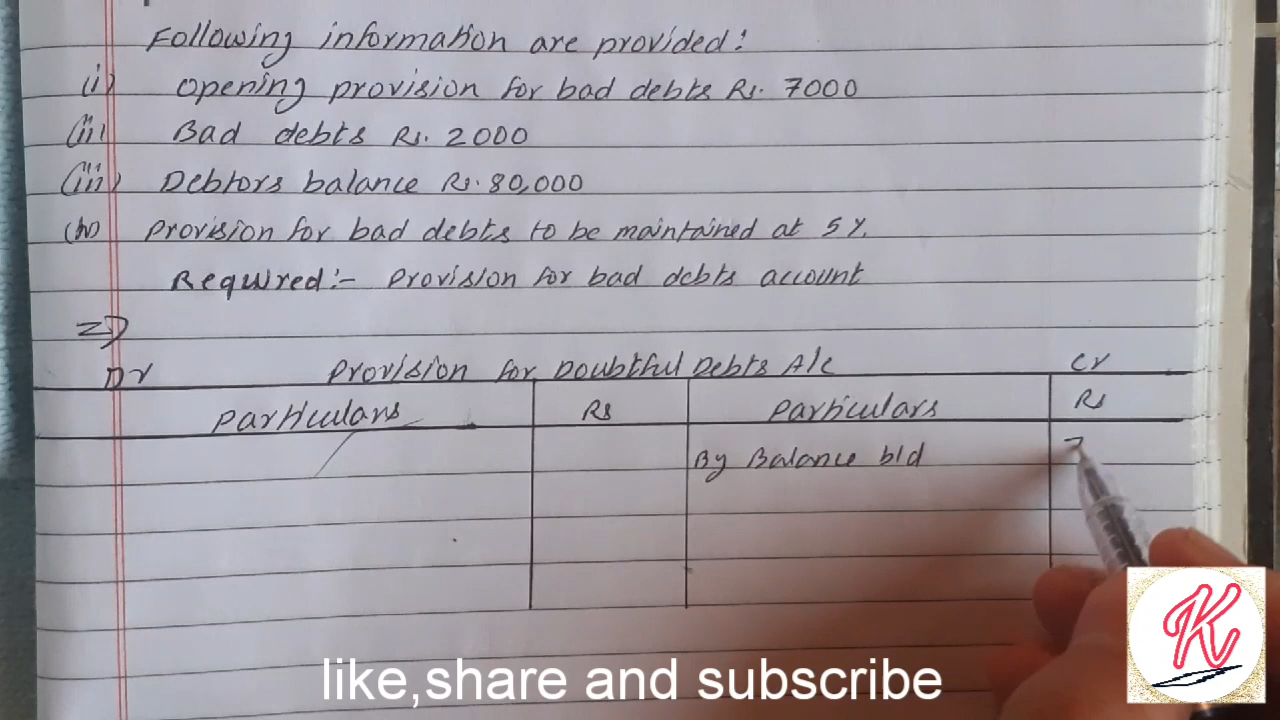 Following information are provided:
(i) Opening provision for bad debts Rs. 7000
(ii) Bad debts Rs. 2000
(iii) Debtors balance Rs. 80,000
(iv) Provision for bad debts to be maintained at 5%.
Required:- Provision for bad debts account
=>
Dr Provision for Doubtful Debts A/c Cr
Particulars Rs Particulars Rs
By Balance b/d 7
like,share and subscribe
K